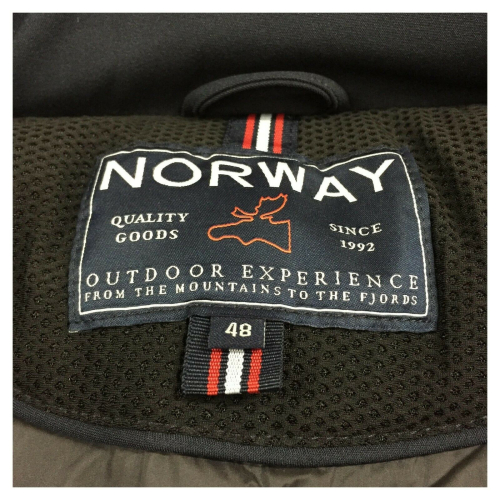 NORWAY
QUALITY GOODS
SINCE 1992
OUTDOOR EXPERIENCE
FROM THE MOUNTAINS TO THE FJORDS
48